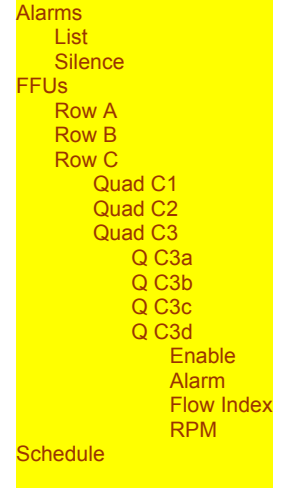 Alarms
List
Silence
FFUs
Row A
Row B
Row C
Quad C1
Quad C2
Quad C3
Q C3a
Q C3b
Q C3c
Q C3d
Enable
Alarm
Flow Index
RPM
Schedule